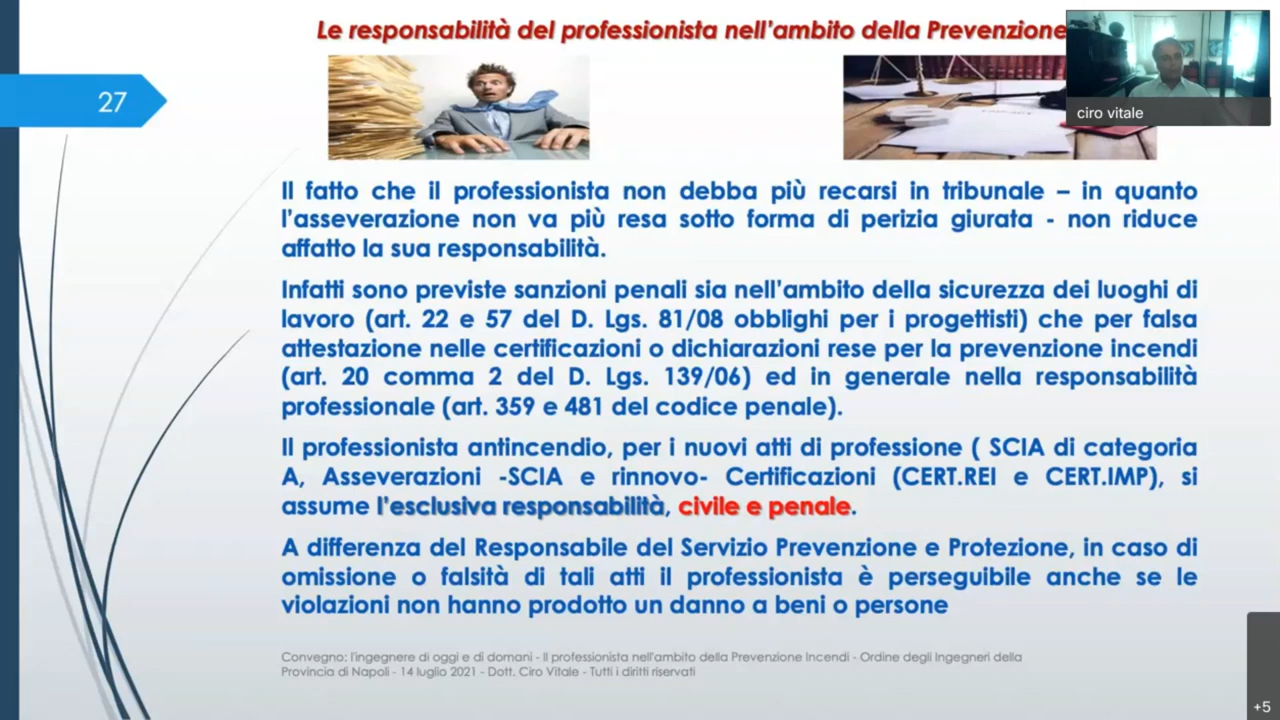 Le responsabilità del professionista nell'ambito della Prevenzione
27
ciro vitale
Il fatto che il professionista non debba più recarsi in tribunale – in quanto
l'asseverazione non va più resa sotto forma di perizia giurata - non riduce
affatto la sua responsabilità.
Infatti sono previste sanzioni penali sia nell'ambito della sicurezza dei luoghi di
lavoro (art. 22 e 57 del D. Lgs. 81/08 obblighi per i progettisti) che per falsa
attestazione nelle certificazioni o dichiarazioni rese per la prevenzione incendi
(art. 20 comma 2 del D. Lgs. 139/06) ed in generale nella responsabilità
professionale (art. 359 e 481 del codice penale).
Il professionista antincendio, per i nuovi atti di professione ( SCIA di categoria
A, Asseverazioni -SCIA e rinnovo- Certificazioni (CERT.REI e CERT.IMP), si
assume l'esclusiva responsabilità, civile e penale.
A differenza del Responsabile del Servizio Prevenzione e Protezione, in caso di
omissione o falsità di tali atti il professionista è perseguibile anche se le
violazioni non hanno prodotto un danno a beni o persone
Convegno: l'ingegnere di oggi e di domani - Il professionista nell'ambito della Prevenzione Incendi - Ordine degli Ingegneri della
Provincia di Napoli - 14 luglio 2021 - Dott. Ciro Vitale - Tutti i diritti riservati
+5